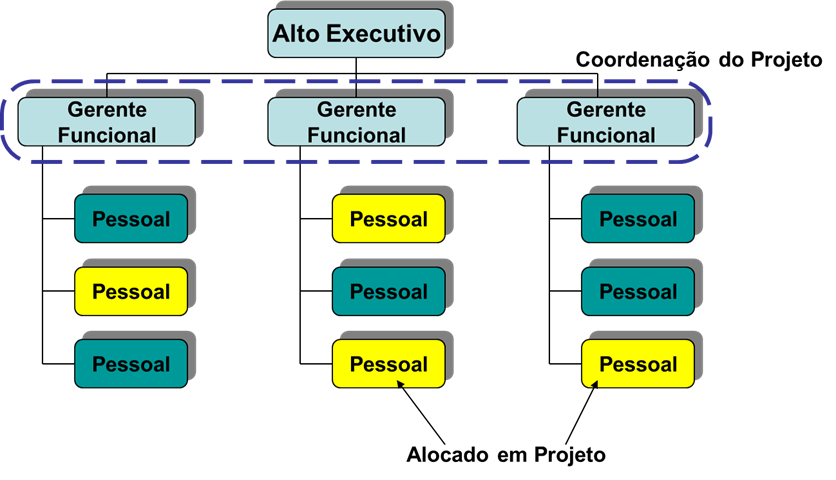 Alto Executivo
Coordenação do Projeto
Gerente
Funcional
Gerente
Funcional
Gerente
Funcional
Pessoal
Pessoal
Pessoal
Pessoal
Pessoal
Pessoal
Pessoal
Pessoal
Pessoal
Alocado em Projeto